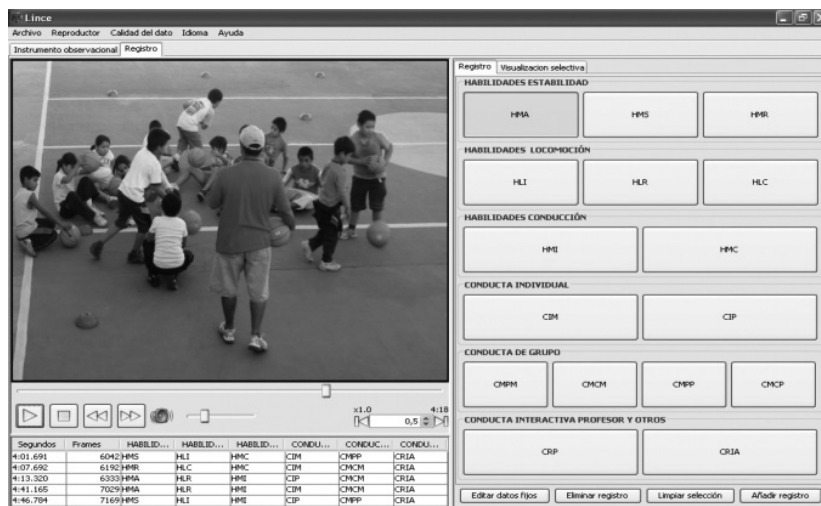 Lince
Archivo Reproductor Calidad del dato Idioma Ayuda
Instrumento observacional Registro
x1.0 4:18
0,5
Segundos Frames HABILID... HABILID... HABILID... CONDU... CONDUC... CONDU...
4:01.691 6042 HMS HLI HMC CIM CMPP CRIA
4:07.692 6192 HMR HLC HMC CIM CMCM CRIA
4:13.320 6333 HMA HLR HMI CIP CMCM CRIA
4:41.165 7029 HMA HLR HMI CIM CMCM CRIA
4:46.784 7169 HMS HLI HMI CIP CMPP CRIA
Registro Visualizacion selectiva
HABILIDADES ESTABILIDAD
HMA HMS HMR
HABILIDADES LOCOMOCIÓN
HLI HLR HLC
HABILIDADES CONDUCCIÓN
HMI HMC
CONDUCTA INDIVIDUAL
CIM CIP
CONDUCTA DE GRUPO
CMPM CMCM CMPP CMCP
CONDUCTA INTERACTIVA PROFESOR Y OTROS
CRP CRIA
Editar datos fijos Eliminar registro Limpiar selección Añadir registro